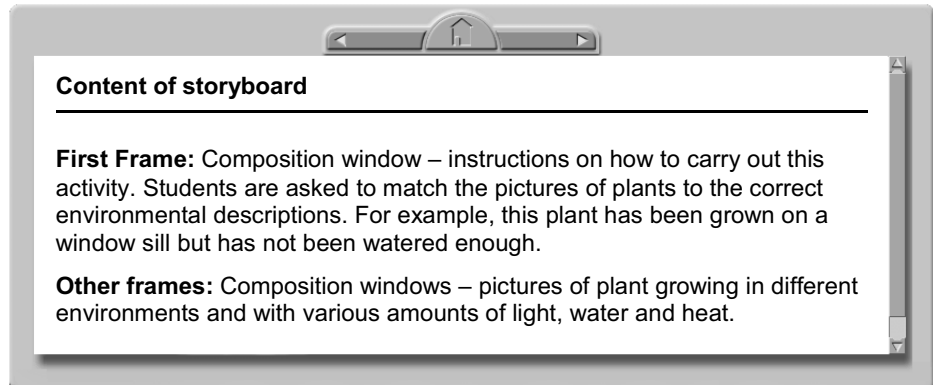 Content of storyboard
First Frame: Composition window – instructions on how to carry out this
activity. Students are asked to match the pictures of plants to the correct
environmental descriptions. For example, this plant has been grown on a
window sill but has not been watered enough.
Other frames: Composition windows – pictures of plant growing in different
environments and with various amounts of light, water and heat.